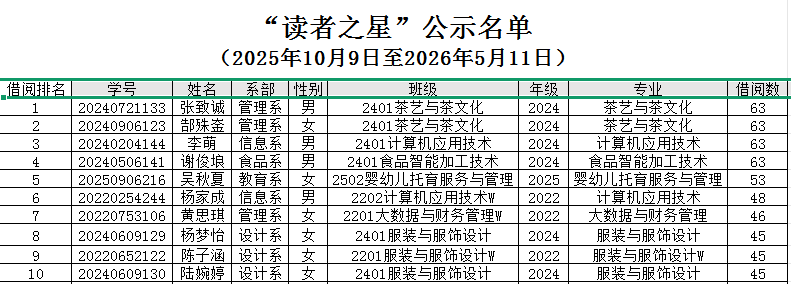 “读者之星”公示名单
（2025年10月9日至2026年5月11日）
借阅排名 学号 姓名 系部 性别 班级 年级 专业 借阅数
1 20240721133 张致诚 管理系 男 2401茶艺与茶文化 2024 茶艺与茶文化 63
2 20240906123 郜殊崟 管理系 女 2401茶艺与茶文化 2024 茶艺与茶文化 63
3 20240204144 李萌 信息系 男 2401计算机应用技术 2024 计算机应用技术 63
4 20240506141 谢俊埌 食品系 男 2401食品智能加工技术 2024 食品智能加工技术 63
5 20250906216 吴秋夏 教育系 女 2502婴幼儿托育服务与管理 2025 婴幼儿托育服务与管理 53
6 20220254244 杨家成 信息系 男 2202计算机应用技术W 2022 计算机应用技术 48
7 20220753106 黄思琪 管理系 女 2201大数据与财务管理W 2022 大数据与财务管理 46
8 20240609129 杨梦怡 设计系 女 2401服装与服饰设计 2024 服装与服饰设计 45
9 20220652122 陈子涵 设计系 女 2201服装与服饰设计W 2022 服装与服饰设计W 45
10 20240609130 陆婉婷 设计系 女 2401服装与服饰设计 2024 服装与服饰设计 45